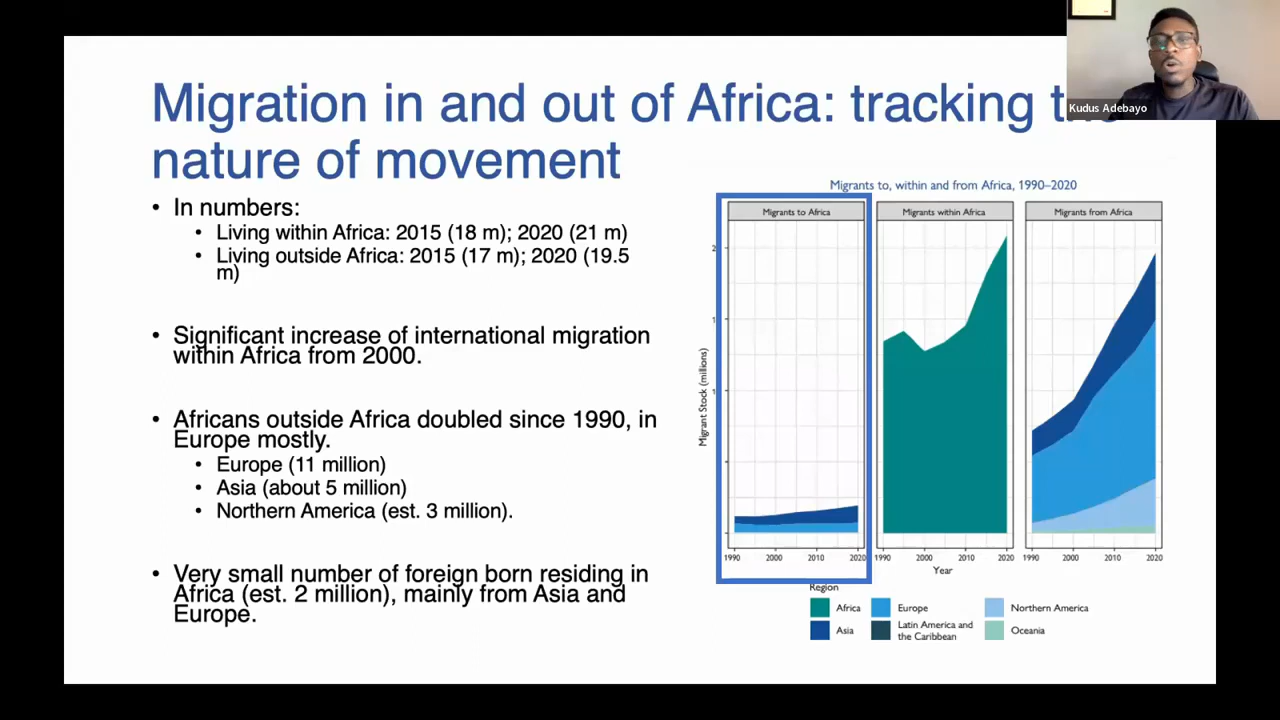 Kudus Adebayo
Migration in and out of Africa: tracking
nature of movement
• In numbers:
• Living within Africa: 2015 (18 m); 2020 (21 m)
• Living outside Africa: 2015 (17 m); 2020 (19.5
m)
• Significant increase of international migration
within Africa from 2000.
• Africans outside Africa doubled since 1990, in
Europe mostly.
• Europe (11 million)
• Asia (about 5 million)
• Northern America (est. 3 million).
• Very small number of foreign born residing in
Africa (est. 2 million), mainly from Asia and
Europe.
Migrants to, within and from Africa, 1990–2020
Migrants to Africa
Migrants within Africa
Migrants from Africa
Migrant Stock (millions)
1990 2000 2010 2020
1990 2000 2010 2020
1990 2000 2010 2020
Year
Region
Africa
Europe
Northern America
Asia
Latin America and
the Caribbean
Oceania